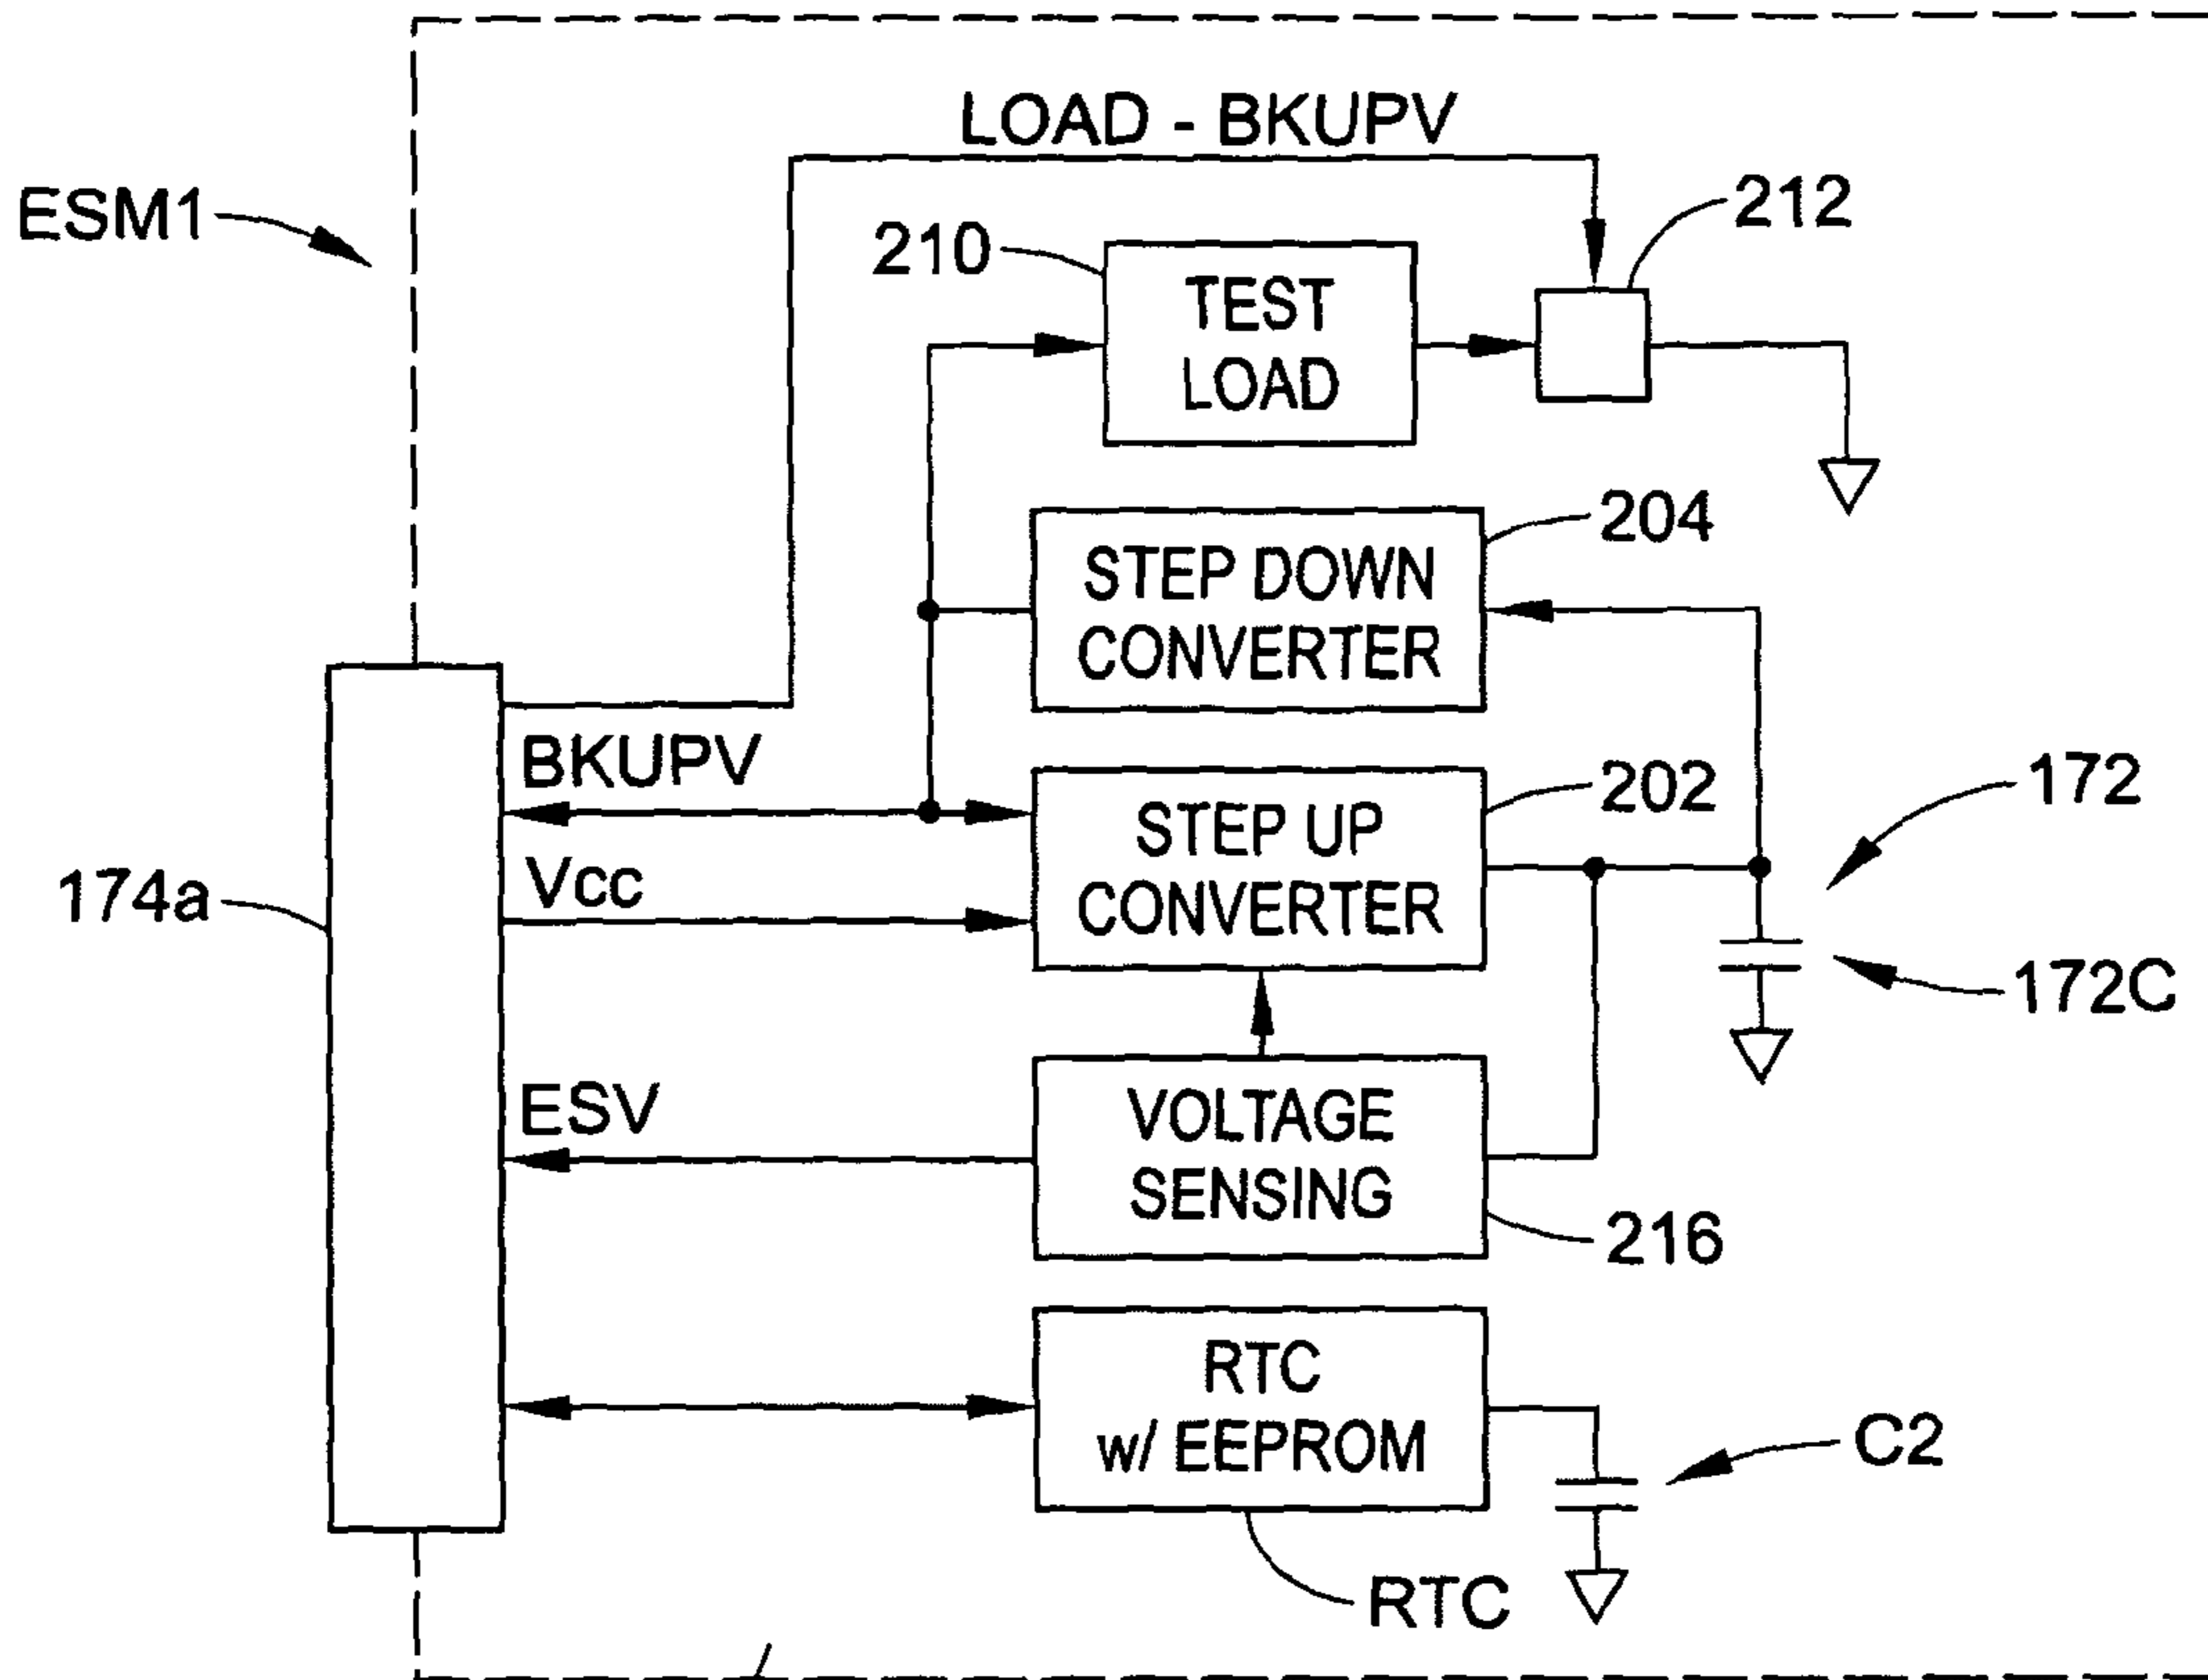 LOAD - BKUPV
ESM1
212
210
TEST
LOAD
204
STEP DOWN
CONVERTER
BKUPV
202
172
STEP UP
CONVERTER
Vcc
174a
172C
ESV
VOLTAGE
SENSING
216
RTC
w/ EEPROM
C2
RTC